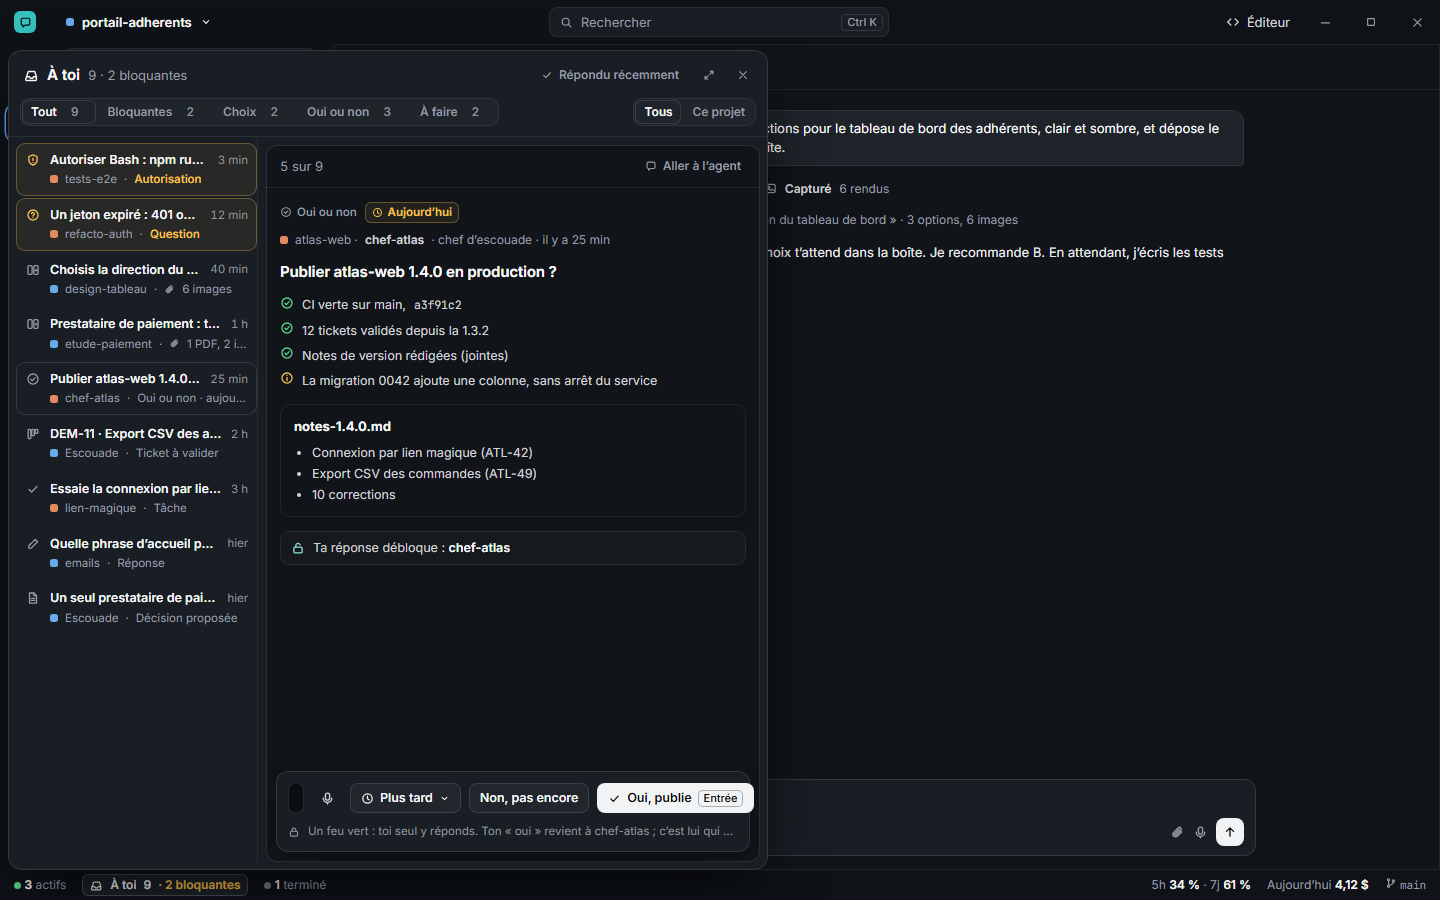 portail-adherents
Rechercher
Ctrl K
Éditeur
À toi 9 · 2 bloquantes
Répondu récemment
Tout 9
Bloquantes 2
Choix 2
Oui ou non 3
À faire 2
Tous
Ce projet
Autoriser Bash : npm ru... 3 min
tests-e2e · Autorisation
Un jeton expiré : 401 o... 12 min
refacto-auth · Question
Choisis la direction du ... 40 min
design-tableau · 6 images
Prestataire de paiement : t... 1 h
etude-paiement · 1 PDF, 2 i...
Publier atlas-web 1.4.0... 25 min
chef-atlas · Oui ou non · aujou...
DEM-11 · Export CSV des a... 2 h
Escouade · Ticket à valider
Essaie la connexion par lie... 3 h
lien-magique · Tâche
Quelle phrase d’accueil p... hier
emails · Réponse
Un seul prestataire de pai... hier
Escouade · Décision proposée
5 sur 9
Aller à l’agent
Oui ou non
Aujourd’hui
atlas-web · chef-atlas · chef d’escouade · il y a 25 min
Publier atlas-web 1.4.0 en production ?
CI verte sur main, a3f91c2
12 tickets validés depuis la 1.3.2
Notes de version rédigées (jointes)
La migration 0042 ajoute une colonne, sans arrêt du service
notes-1.4.0.md
• Connexion par lien magique (ATL-42)
• Export CSV des commandes (ATL-49)
• 10 corrections
Ta réponse débloque : chef-atlas
Plus tard
Non, pas encore
Oui, publie Entrée
Un feu vert : toi seul y réponds. Ton « oui » revient à chef-atlas ; c’est lui qui ...
pour le tableau de bord des adhérents, clair et sombre, et dépose le
Capturé 6 rendus
du tableau de bord » · 3 options, 6 images
t’attend dans la boîte. Je recommande B. En attendant, j’écris les tests
3 actifs
À toi 9 · 2 bloquantes
1 terminé
5h 34 % · 7j 61 %
Aujourd’hui 4,12 $
main